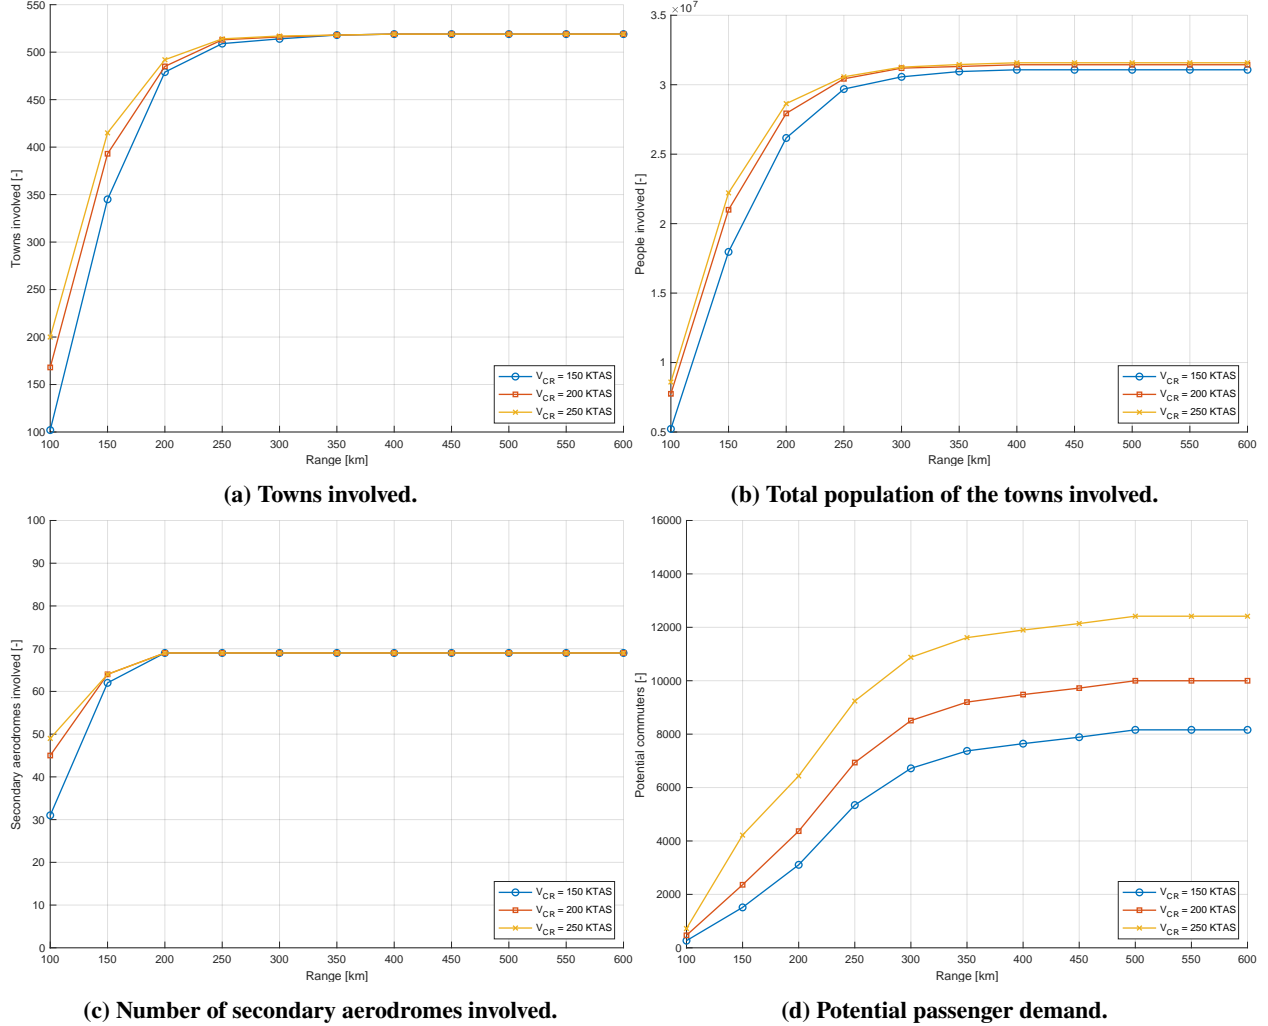 550
500
450
400
350
300
250
200
150
100
Towns involved [-]
100 150 200 250 300 350 400 450 500 550 600
Range [km]
V_CR = 150 KTAS
V_CR = 200 KTAS
V_CR = 250 KTAS
(a) Towns involved.
×10^7
3.5
3
2.5
2
1.5
1
0.5
People involved [-]
100 150 200 250 300 350 400 450 500 550 600
Range [km]
V_CR = 150 KTAS
V_CR = 200 KTAS
V_CR = 250 KTAS
(b) Total population of the towns involved.
100
90
80
70
60
50
40
30
20
10
0
Secondary aerodromes involved [-]
100 150 200 250 300 350 400 450 500 550 600
Range [km]
V_CR = 150 KTAS
V_CR = 200 KTAS
V_CR = 250 KTAS
(c) Number of secondary aerodromes involved.
16000
14000
12000
10000
8000
6000
4000
2000
0
Potential commuters [-]
100 150 200 250 300 350 400 450 500 550 600
Range [km]
V_CR = 150 KTAS
V_CR = 200 KTAS
V_CR = 250 KTAS
(d) Potential passenger demand.